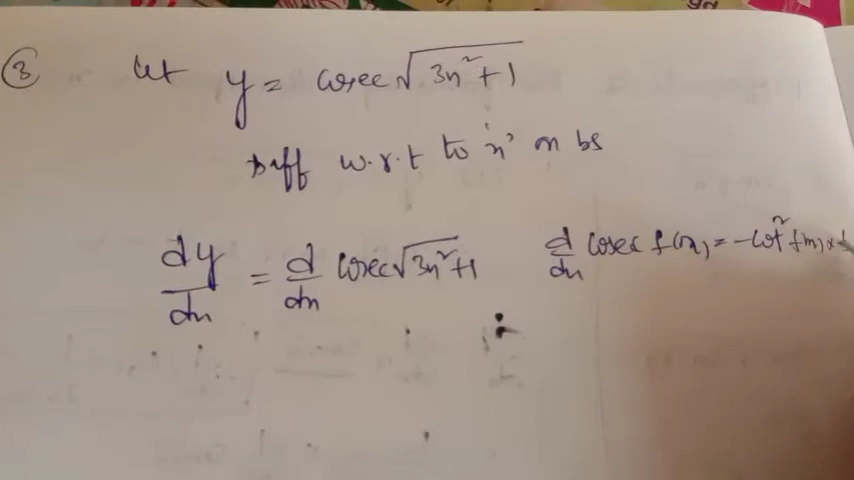 ③ Let y = cosec √3x²+1
Diff w.r.t to 'x' on bs
dy/dx = d/dx cosec √3x²+1
d/dx cosec f(x) = -cot² f(x) ×